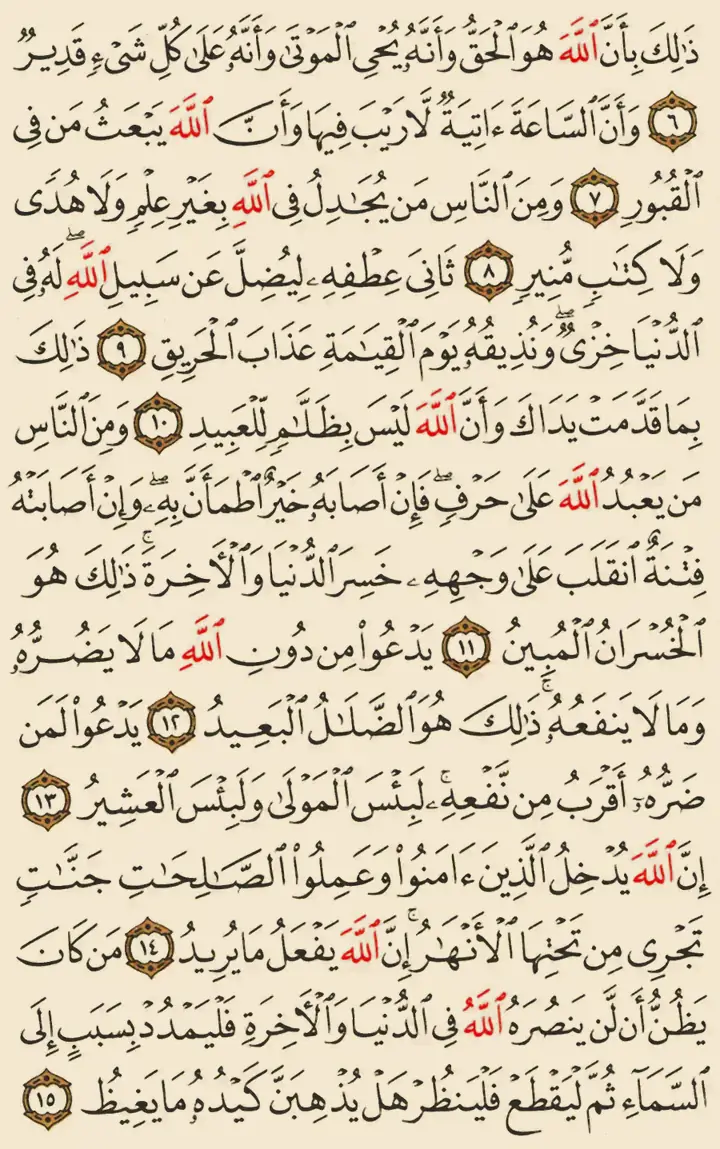 ذَٰلِكَ بِأَنَّ ٱللَّهَ هُوَ ٱلْحَقُّ وَأَنَّهُۥ يُحْىِ ٱلْمَوْتَىٰ وَأَنَّهُۥ عَلَىٰ كُلِّ شَىْءٍ قَدِيرٌ
٦ وَأَنَّ ٱلسَّاعَةَ ءَاتِيَةٌ لَّا رَيْبَ فِيهَا وَأَنَّ ٱللَّهَ يَبْعَثُ مَن فِى
ٱلْقُبُورِ ٧ وَمِنَ ٱلنَّاسِ مَن يُجَٰدِلُ فِى ٱللَّهِ بِغَيْرِ عِلْمٍ وَلَا هُدًى
وَلَا كِتَٰبٍ مُّنِيرٍ ٨ ثَانِىَ عِطْفِهِۦ لِيُضِلَّ عَن سَبِيلِ ٱللَّهِۖ لَهُۥ فِى
ٱلدُّنْيَا خِزْىٌۖ وَنُذِيقُهُۥ يَوْمَ ٱلْقِيَٰمَةِ عَذَابَ ٱلْحَرِيقِ ٩ ذَٰلِكَ
بِمَا قَدَّمَتْ يَدَاكَ وَأَنَّ ٱللَّهَ لَيْسَ بِظَلَّٰمٍ لِّلْعَبِيدِ ١٠ وَمِنَ ٱلنَّاسِ
مَن يَعْبُدُ ٱللَّهَ عَلَىٰ حَرْفٍۖ فَإِنْ أَصَابَهُۥ خَيْرٌ ٱطْمَأَنَّ بِهِۦۖ وَإِنْ أَصَابَتْهُ
فِتْنَةٌ ٱنقَلَبَ عَلَىٰ وَجْهِهِۦ خَسِرَ ٱلدُّنْيَا وَٱلْءَاخِرَةَۚ ذَٰلِكَ هُوَ
ٱلْخُسْرَانُ ٱلْمُبِينُ ١١ يَدْعُوا۟ مِن دُونِ ٱللَّهِ مَا لَا يَضُرُّهُۥ
وَمَا لَا يَنفَعُهُۥۚ ذَٰلِكَ هُوَ ٱلضَّلَٰلُ ٱلْبَعِيدُ ١٢ يَدْعُوا۟ لَمَن
ضَرُّهُۥٓ أَقْرَبُ مِن نَّفْعِهِۦۚ لَبِئْسَ ٱلْمَوْلَىٰ وَلَبِئْسَ ٱلْعَشِيرُ ١٣
إِنَّ ٱللَّهَ يُدْخِلُ ٱلَّذِينَ ءَامَنُوا۟ وَعَمِلُوا۟ ٱلصَّٰلِحَٰتِ جَنَّٰتٍ
تَجْرِى مِن تَحْتِهَا ٱلْأَنْهَٰرُۚ إِنَّ ٱللَّهَ يَفْعَلُ مَا يُرِيدُ ١٤ مَن كَانَ
يَظُنُّ أَن لَّن يَنصُرَهُ ٱللَّهُ فِى ٱلدُّنْيَا وَٱلْءَاخِرَةِ فَلْيَمْدُدْ بِسَبَبٍ إِلَى
ٱلسَّمَآءِ ثُمَّ لْيَقْطَعْ فَلْيَنظُرْ هَلْ يُذْهِبَنَّ كَيْدُهُۥ مَا يَغِيظُ ١٥